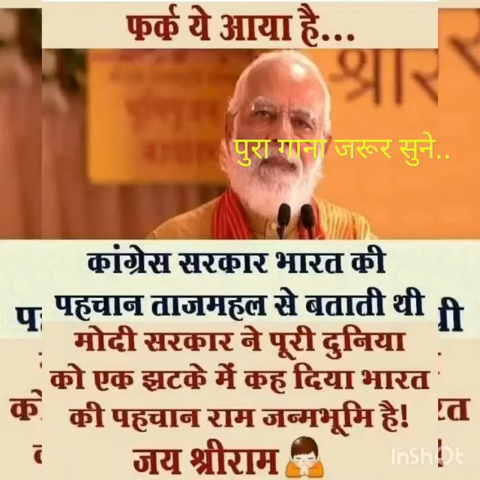 फर्क ये आया है...
श्रीर
पुरा गाना जरूर सुने..
कांग्रेस सरकार भारत की
पहचान ताजमहल से बताती थी
मोदी सरकार ने पूरी दुनिया
को एक झटके में कह दिया भारत
की पहचान राम जन्मभूमि है!
जय श्रीराम🙏
InShOt